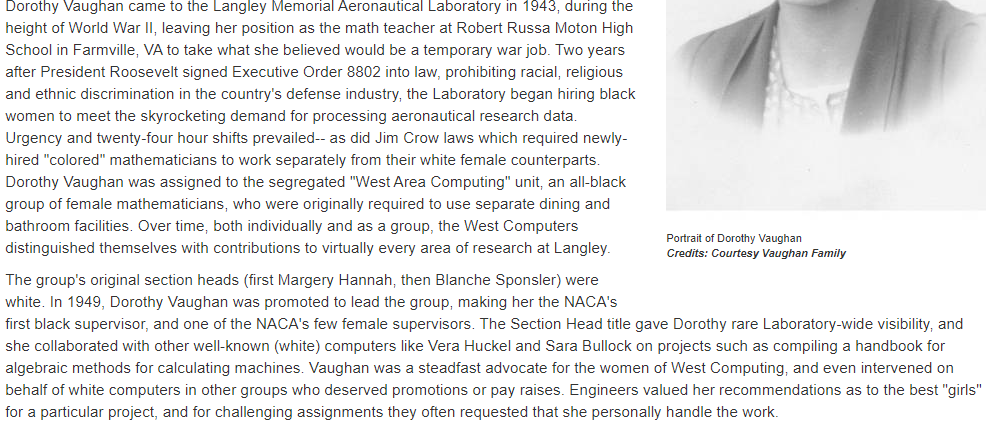 Dorothy Vaughan came to the Langley Memorial Aeronautical Laboratory in 1943, during the
height of World War II, leaving her position as the math teacher at Robert Russa Moton High
School in Farmville, VA to take what she believed would be a temporary war job. Two years
after President Roosevelt signed Executive Order 8802 into law, prohibiting racial, religious
and ethnic discrimination in the country's defense industry, the Laboratory began hiring black
women to meet the skyrocketing demand for processing aeronautical research data.
Urgency and twenty-four hour shifts prevailed-- as did Jim Crow laws which required newly-
hired "colored" mathematicians to work separately from their white female counterparts.
Dorothy Vaughan was assigned to the segregated "West Area Computing" unit, an all-black
group of female mathematicians, who were originally required to use separate dining and
bathroom facilities. Over time, both individually and as a group, the West Computers
distinguished themselves with contributions to virtually every area of research at Langley.
Portrait of Dorothy Vaughan
Credits: Courtesy Vaughan Family
The group's original section heads (first Margery Hannah, then Blanche Sponsler) were
white. In 1949, Dorothy Vaughan was promoted to lead the group, making her the NACA's
first black supervisor, and one of the NACA's few female supervisors. The Section Head title gave Dorothy rare Laboratory-wide visibility, and
she collaborated with other well-known (white) computers like Vera Huckel and Sara Bullock on projects such as compiling a handbook for
algebraic methods for calculating machines. Vaughan was a steadfast advocate for the women of West Computing, and even intervened on
behalf of white computers in other groups who deserved promotions or pay raises. Engineers valued her recommendations as to the best "girls"
for a particular project, and for challenging assignments they often requested that she personally handle the work.